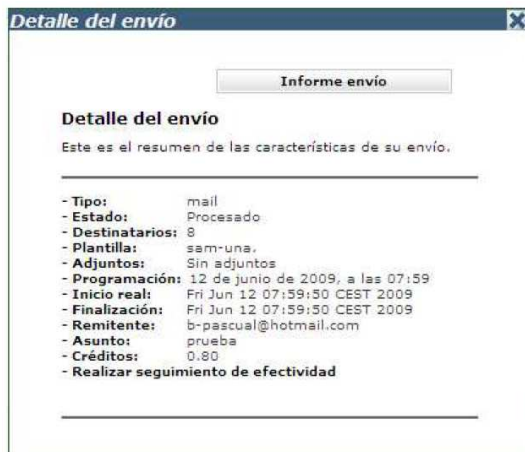 Detalle del envío
Informe envío
Detalle del envío
Este es el resumen de las características de su envío.
- Tipo: mail
- Estado: Procesado
- Destinatarios: 8
- Plantilla: sam-una.
- Adjuntos: Sin adjuntos
- Programación: 12 de junio de 2009, a las 07:59
- Inicio real: Fri Jun 12 07:59:50 CEST 2009
- Finalización: Fri Jun 12 07:59:50 CEST 2009
- Remitente: b-pascual@hotmail.com
- Asunto: prueba
- Créditos: 0.80
- Realizar seguimiento de efectividad